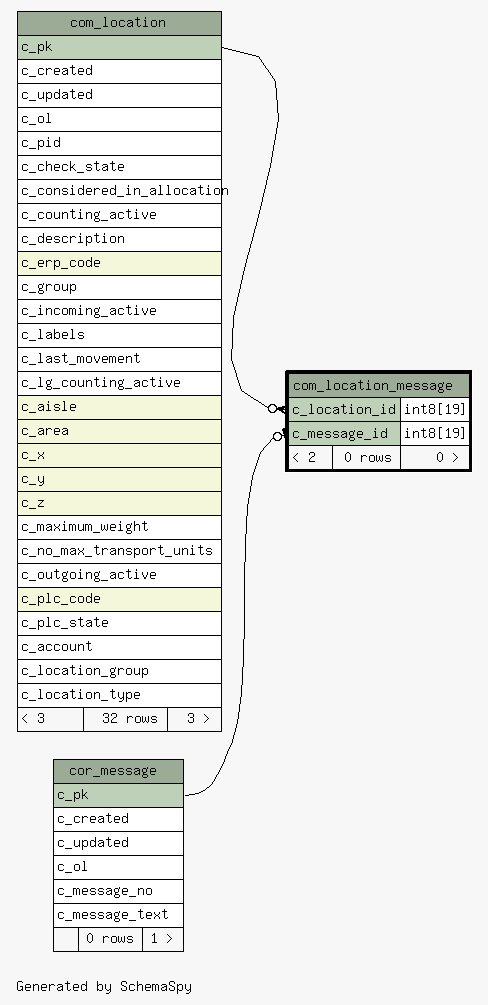 com_location
c_pk
c_created
c_updated
c_ol
c_pid
c_check_state
c_considered_in_allocation
c_counting_active
c_description
c_erp_code
c_group
c_incoming_active
c_labels
c_last_movement
c_lg_counting_active
c_aisle
c_area
c_x
c_y
c_z
c_maximum_weight
c_no_max_transport_units
c_outgoing_active
c_plc_code
c_plc_state
c_account
c_location_group
c_location_type
< 3 32 rows 3 >
com_location_message
c_location_id int8[19]
c_message_id int8[19]
< 2 0 rows 0 >
cor_message
c_pk
c_created
c_updated
c_ol
c_message_no
c_message_text
0 rows 1 >
Generated by SchemaSpy